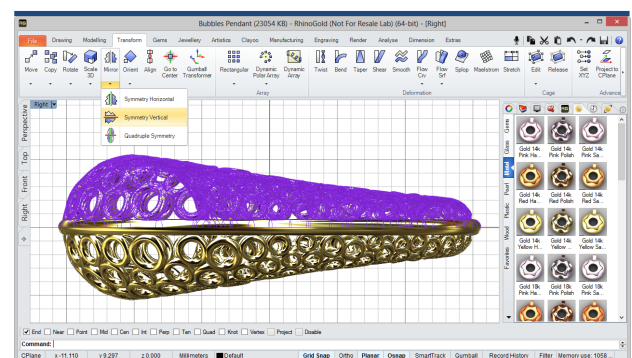 Bubbles Pendant (23054 KB) - RhinoGold (Not For Resale Lab) (64-bit) - [Right]
File Drawing Modelling Transform Gems Jewellery Artistics Clayoo Manufacturing Engraving Render Analyse Dimension Extras
Move Copy Rotate Scale 3D Mirror Orient Align Go to Center Gumball Transformer Rectangular Dynamic Polar Array Dynamic Array Twist Bend Taper Shear Smooth Flow Crv Flow Srf Splop Maelstrom Stretch Edit Release Set XYZ Project to CPlane
Array Deformation Cage Advance
Symmetry Horizontal
Symmetry Vertical
Quadruple Symmetry
Right
Perspective
Top
Front
Right
Gems
Glass
Metal
Pearl
Plastic
Wood
Favorites
Gold 14k Pink Ha... Gold 14k Pink Polish Gold 14k Pink Sa...
Gold 14k Red Ha... Gold 14k Red Polish Gold 14k Red Sa...
Gold 14k Yellow H... Gold 14k Yellow ... Gold 14k Yellow Sa...
Gold 18k Pink Ha... Gold 18k Pink Polish Gold 18k Pink Sa...
End Near Point Mid Cen Int Perp Tan Quad Knot Vertex Project Disable
Command:
CPlane x -11.110 y 9.297 z 0.000 Millimeters Default Grid Snap Ortho Planar Osnap SmartTrack Gumball Record History Filter Memory use: 1058 ...